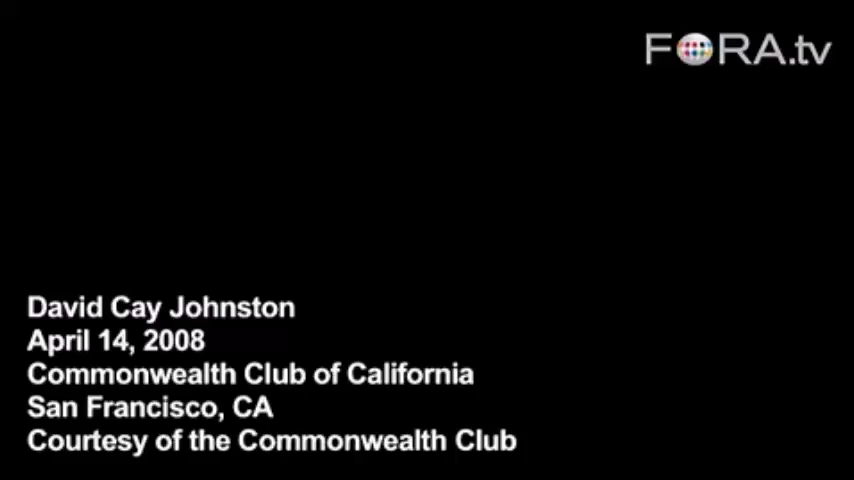 FORA.tv
David Cay Johnston
April 14, 2008
Commonwealth Club of California
San Francisco, CA
Courtesy of the Commonwealth Club